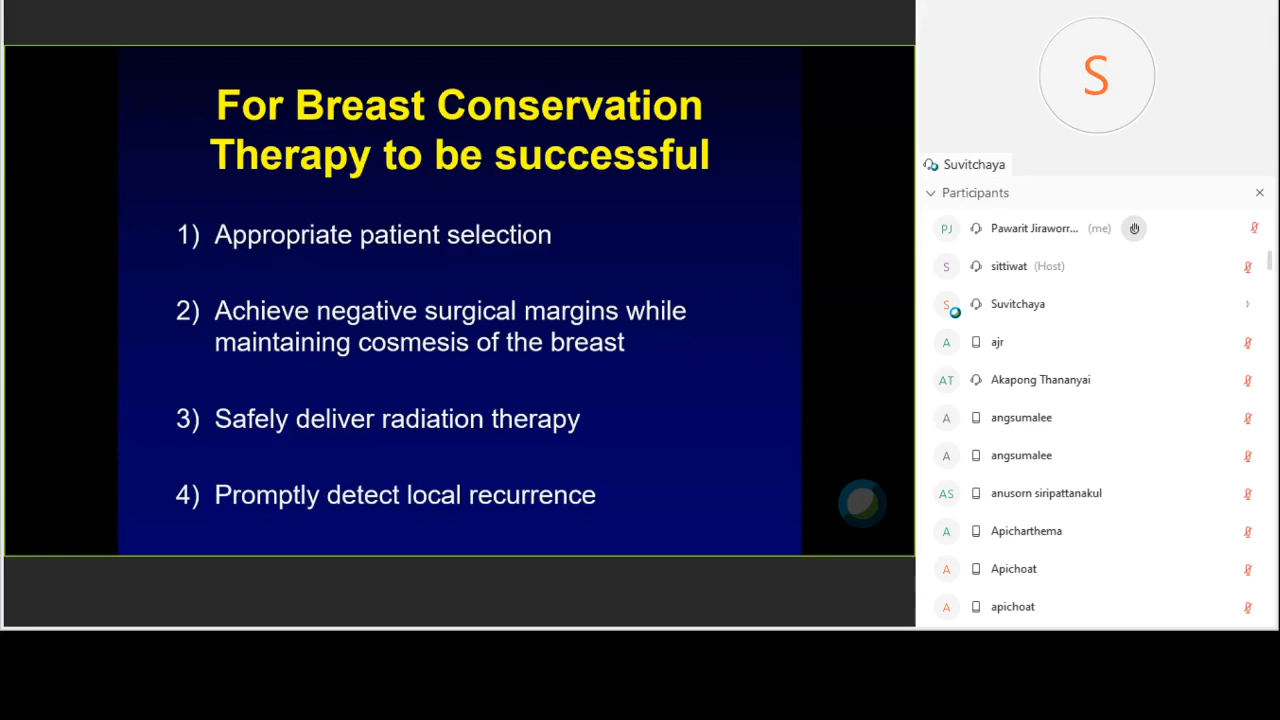 For Breast Conservation
Therapy to be successful
1) Appropriate patient selection
2) Achieve negative surgical margins while
maintaining cosmesis of the breast
3) Safely deliver radiation therapy
4) Promptly detect local recurrence
S
Suvitchaya
Participants
PJ Pawarit Jiraworr... (me)
S sittiwat (Host)
S Suvitchaya
A ajr
AT Akapong Thananyai
A angsumalee
A angsumalee
AS anusorn siripattanakul
A Apicharthema
A Apichoat
A apichoat